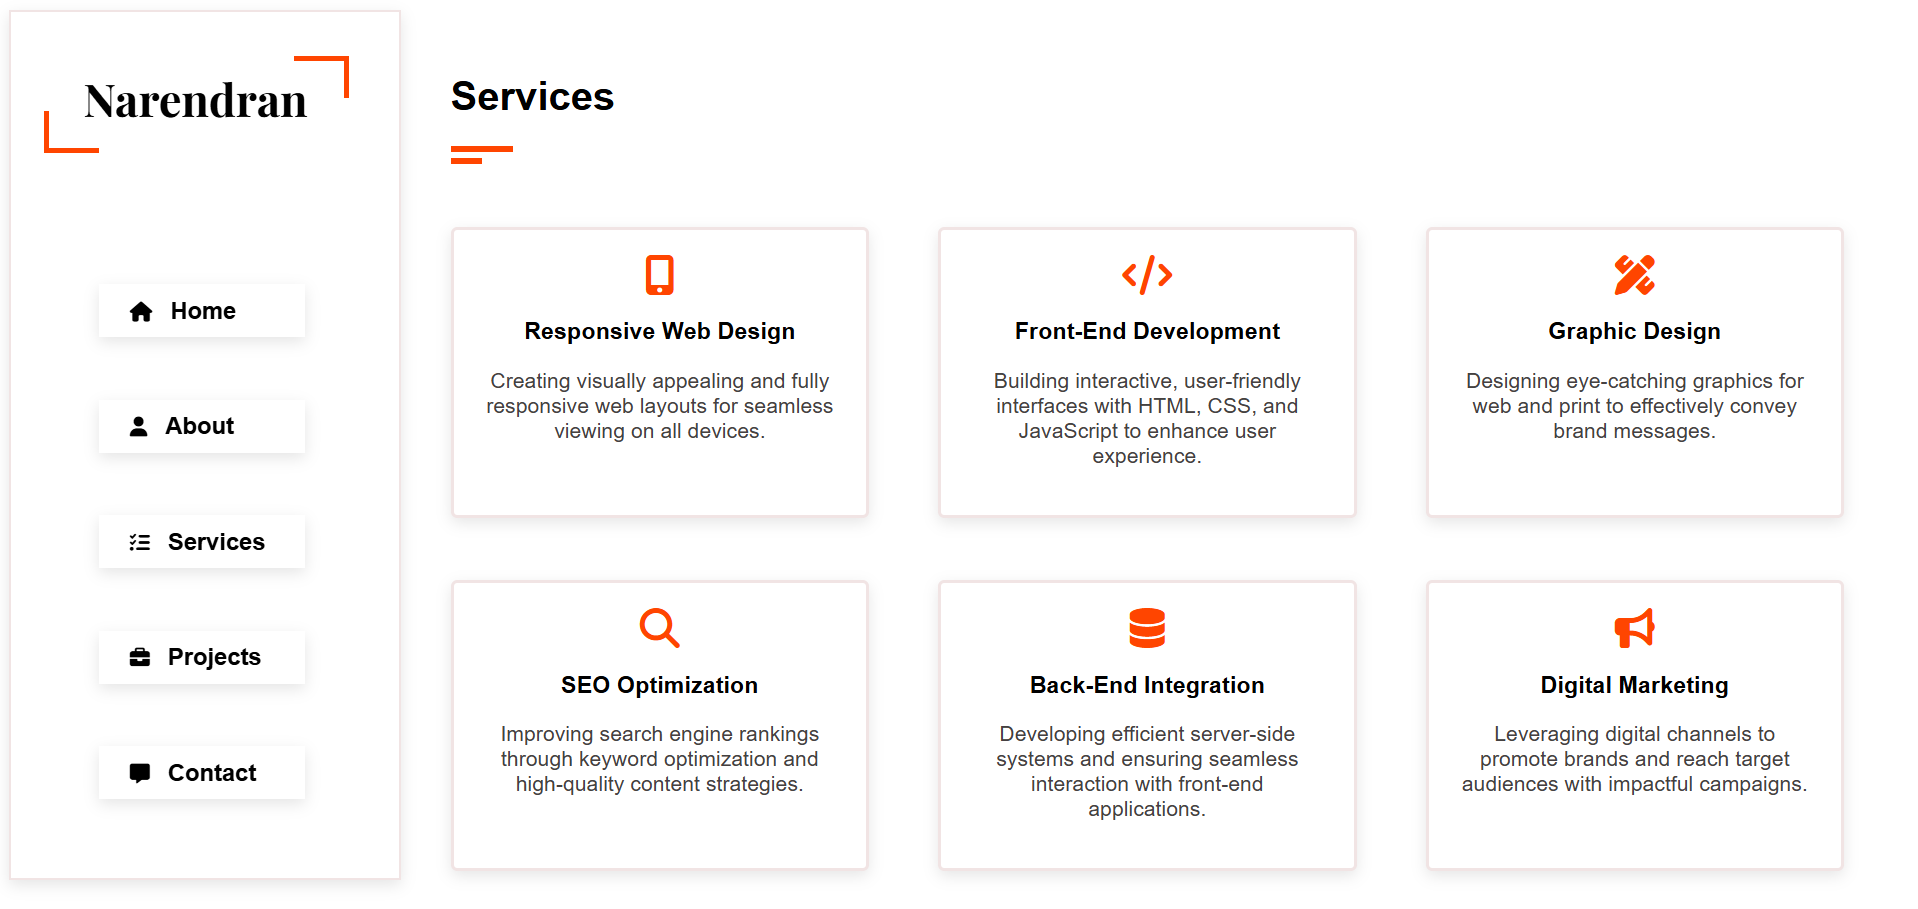 Narendran
Home
About
Services
Projects
Contact
Services
Responsive Web Design
Creating visually appealing and fully
responsive web layouts for seamless
viewing on all devices.
Front-End Development
Building interactive, user-friendly
interfaces with HTML, CSS, and
JavaScript to enhance user
experience.
Graphic Design
Designing eye-catching graphics for
web and print to effectively convey
brand messages.
SEO Optimization
Improving search engine rankings
through keyword optimization and
high-quality content strategies.
Back-End Integration
Developing efficient server-side
systems and ensuring seamless
interaction with front-end
applications.
Digital Marketing
Leveraging digital channels to
promote brands and reach target
audiences with impactful campaigns.